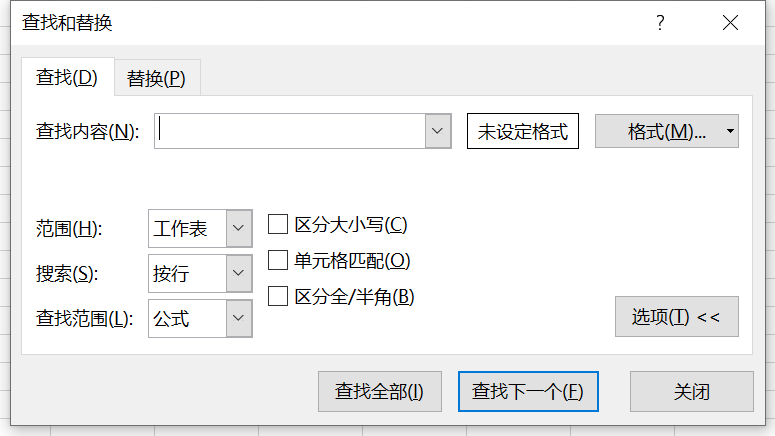 查找和替换 ?
查找(D) 替换(P)
查找内容(N): 未设定格式 格式(M)...
范围(H): 工作表 区分大小写(C)
搜索(S): 按行 单元格匹配(O)
查找范围(L): 公式 区分全/半角(B)
选项(T) <<
查找全部(I) 查找下一个(F) 关闭